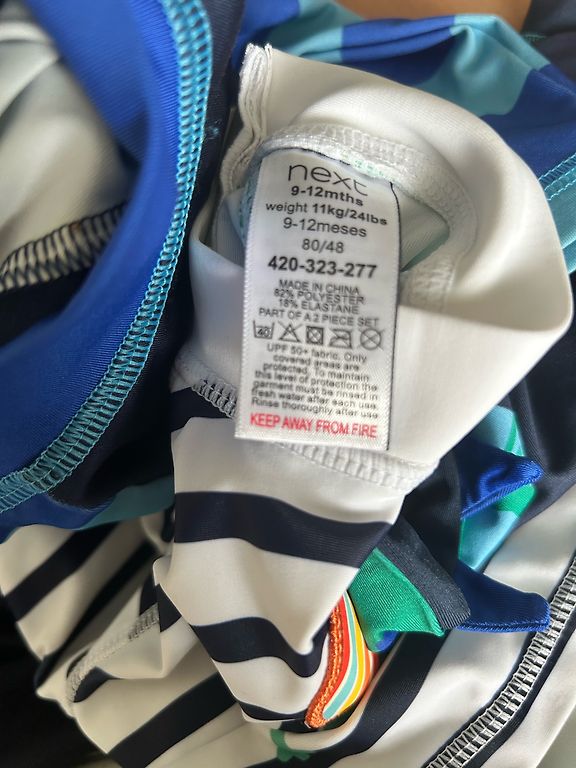 next
9-12mths
weight 11kg/24lbs
9-12meses
80/48
420-323-277
MADE IN CHINA
82% POLYESTER
18% ELASTANE
PART OF A 2 PIECE SET
40
UPF 50+ fabric. Only
covered areas are
protected. To maintain
this level of protection the
garment must be rinsed in
fresh water after each use.
Rinse thoroughly after use
KEEP AWAY FROM FIRE